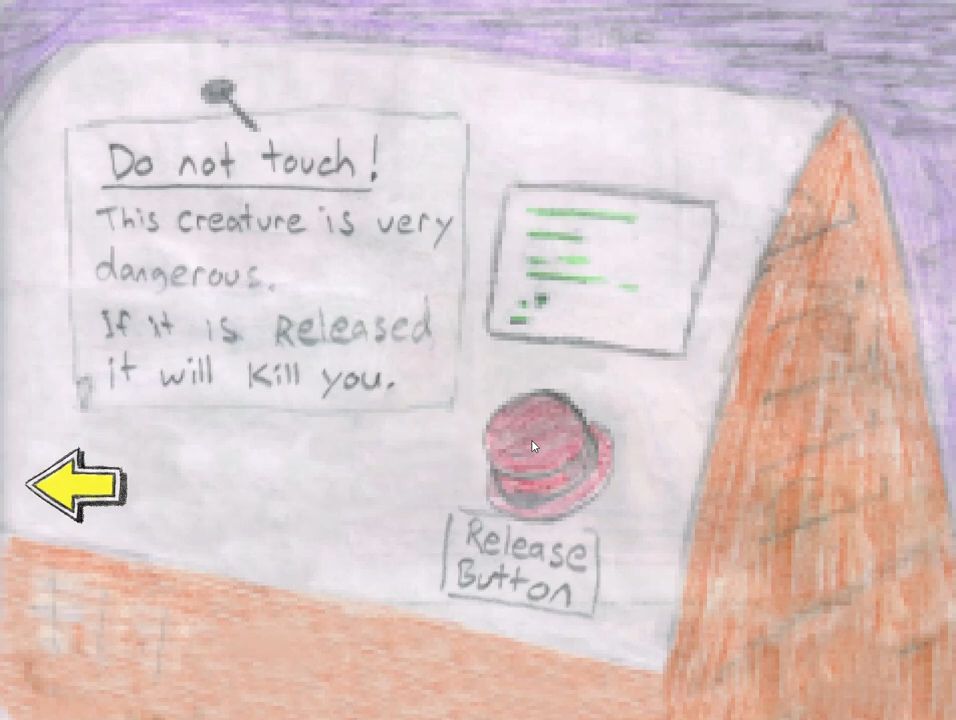 Do not touch!
This creature is very
dangerous.
If it is Released
it will Kill you.
Release
Button